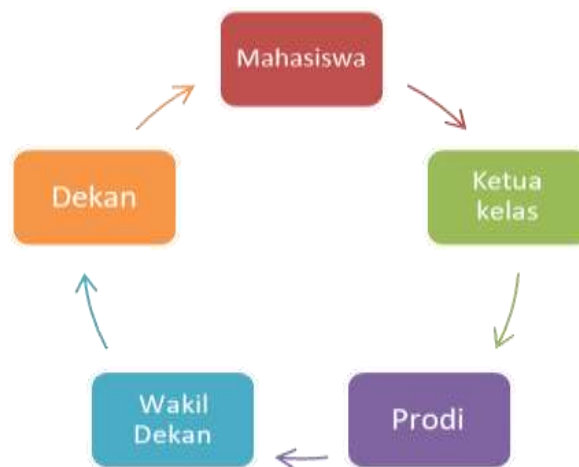 Mahasiswa
Ketua
kelas
Prodi
Wakil
Dekan
Dekan